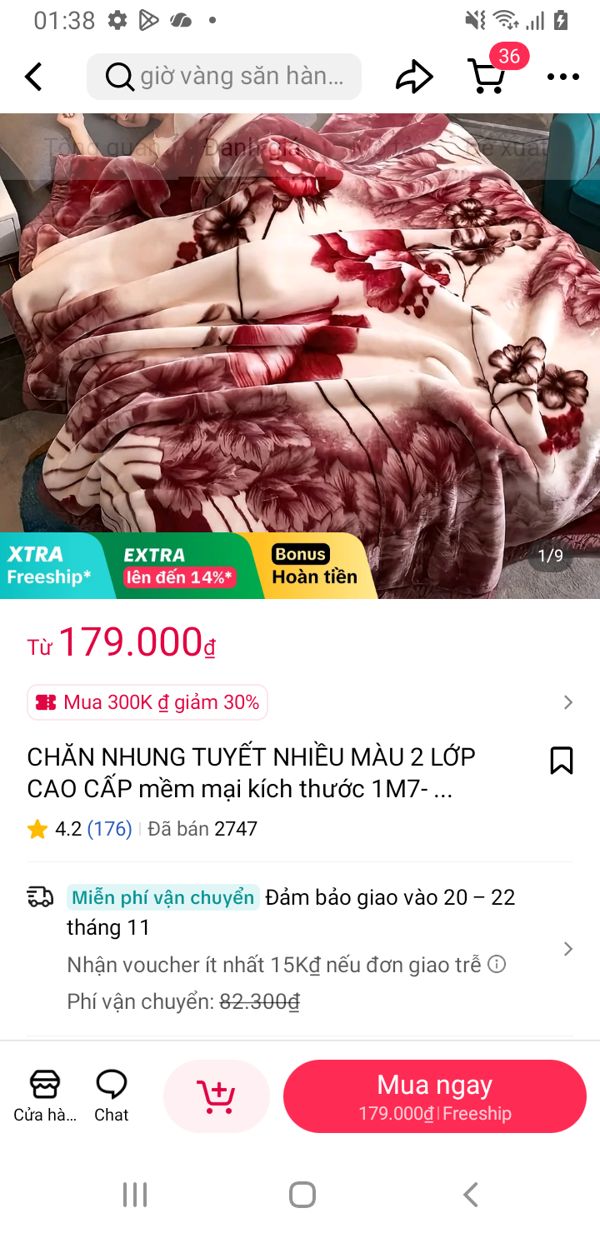 01:38
36
giờ vàng săn hàn...
Tổng quan Đánh giá
XTRA
Freeship*
EXTRA
lên đến 14%*
Bonus
Hoàn tiền
1/9
Từ 179.000₫
Mua 300K ₫ giảm 30%
CHĂN NHUNG TUYẾT NHIỀU MÀU 2 LỚP
CAO CẤP mềm mại kích thước 1M7- ...
4.2 (176) Đã bán 2747
Miễn phí vận chuyển Đảm bảo giao vào 20 – 22
tháng 11
Nhận voucher ít nhất 15K₫ nếu đơn giao trễ
Phí vận chuyển: 82.300₫
Cửa hà...
Chat
Mua ngay
179.000₫ | Freeship